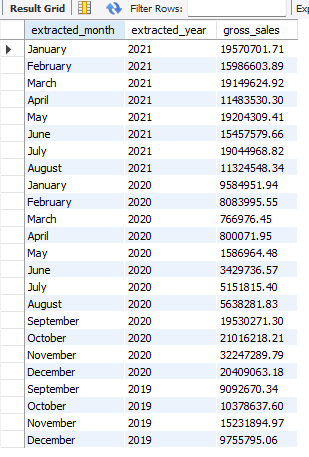 Result Grid Filter Rows: Exp
extracted_month extracted_year gross_sales
January 2021 19570701.71
February 2021 15986603.89
March 2021 19149624.92
April 2021 11483530.30
May 2021 19204309.41
June 2021 15457579.66
July 2021 19044968.82
August 2021 11324548.34
January 2020 9584951.94
February 2020 8083995.55
March 2020 766976.45
April 2020 800071.95
May 2020 1586964.48
June 2020 3429736.57
July 2020 5151815.40
August 2020 5638281.83
September 2020 19530271.30
October 2020 21016218.21
November 2020 32247289.79
December 2020 20409063.18
September 2019 9092670.34
October 2019 10378637.60
November 2019 15231894.97
December 2019 9755795.06